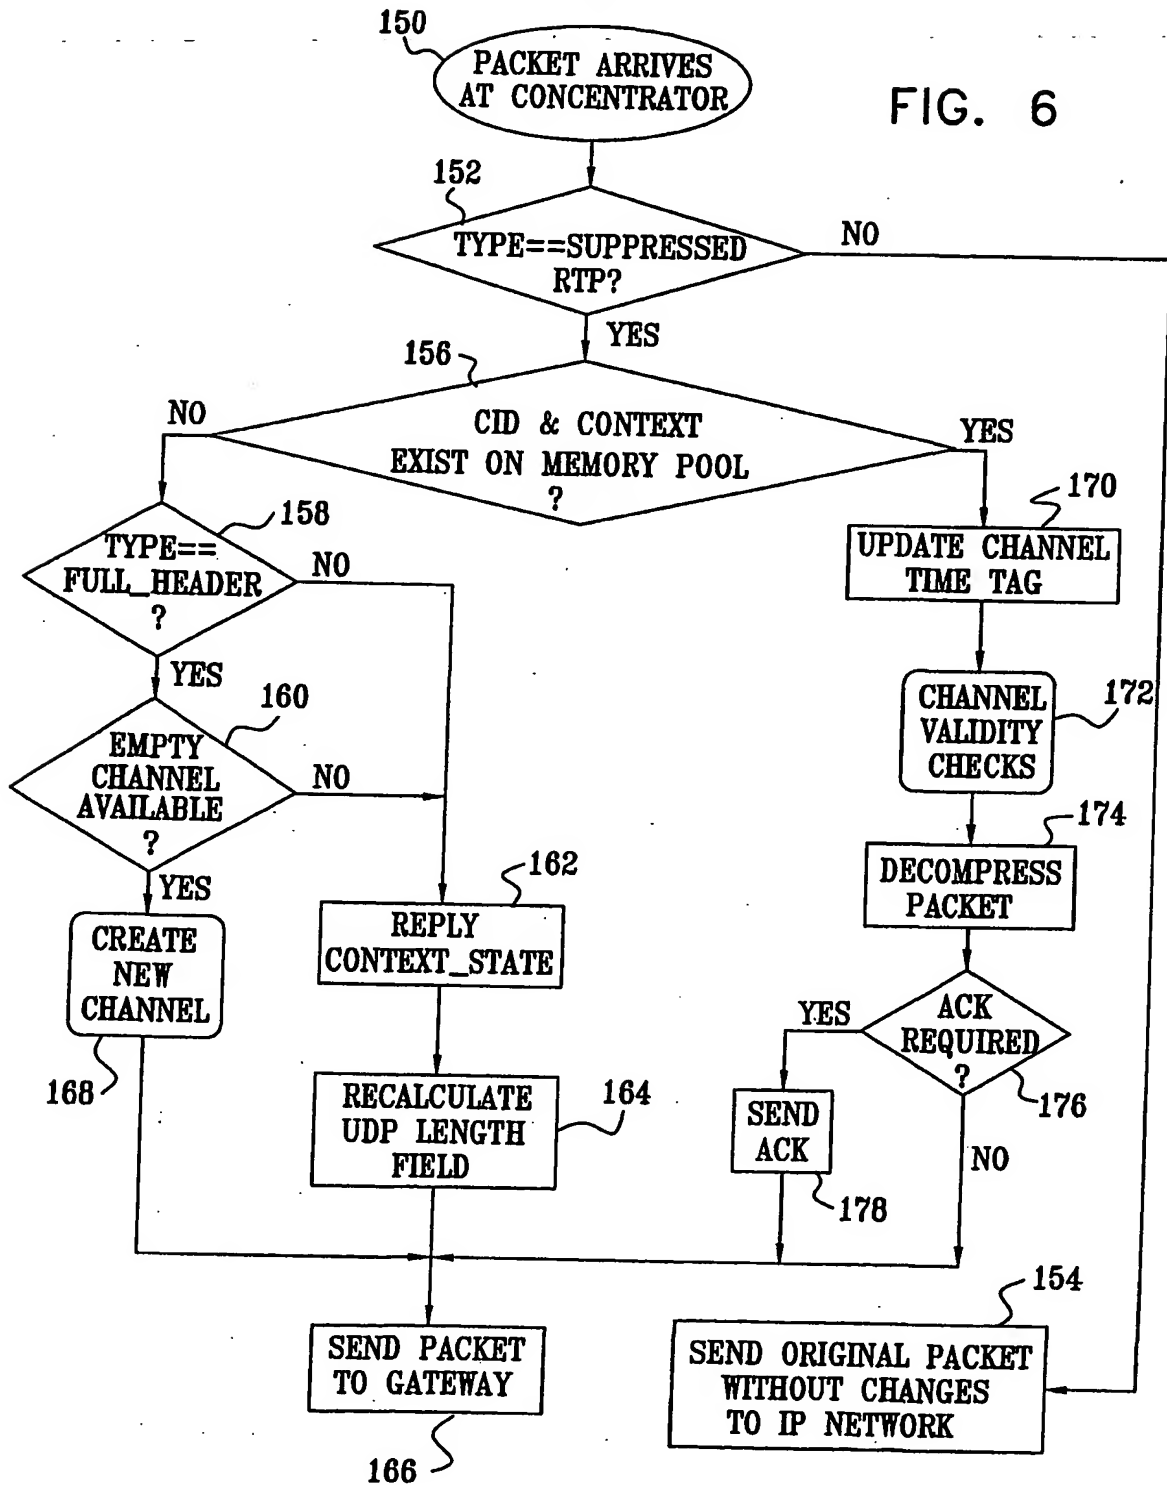 150
PACKET ARRIVES
AT CONCENTRATOR
FIG. 6
152
TYPE==SUPPRESSED
RTP?
NO
YES
156
CID & CONTEXT
EXIST ON MEMORY POOL
?
NO
YES
158
TYPE==
FULL_HEADER
?
NO
YES
170
UPDATE CHANNEL
TIME TAG
160
EMPTY
CHANNEL
AVAILABLE
?
NO
YES
172
CHANNEL
VALIDITY
CHECKS
174
DECOMPRESS
PACKET
162
REPLY
CONTEXT_STATE
CREATE
NEW
CHANNEL
168
YES
ACK
REQUIRED
?
176
NO
164
RECALCULATE
UDP LENGTH
FIELD
SEND
ACK
178
154
SEND PACKET
TO GATEWAY
166
SEND ORIGINAL PACKET
WITHOUT CHANGES
TO IP NETWORK